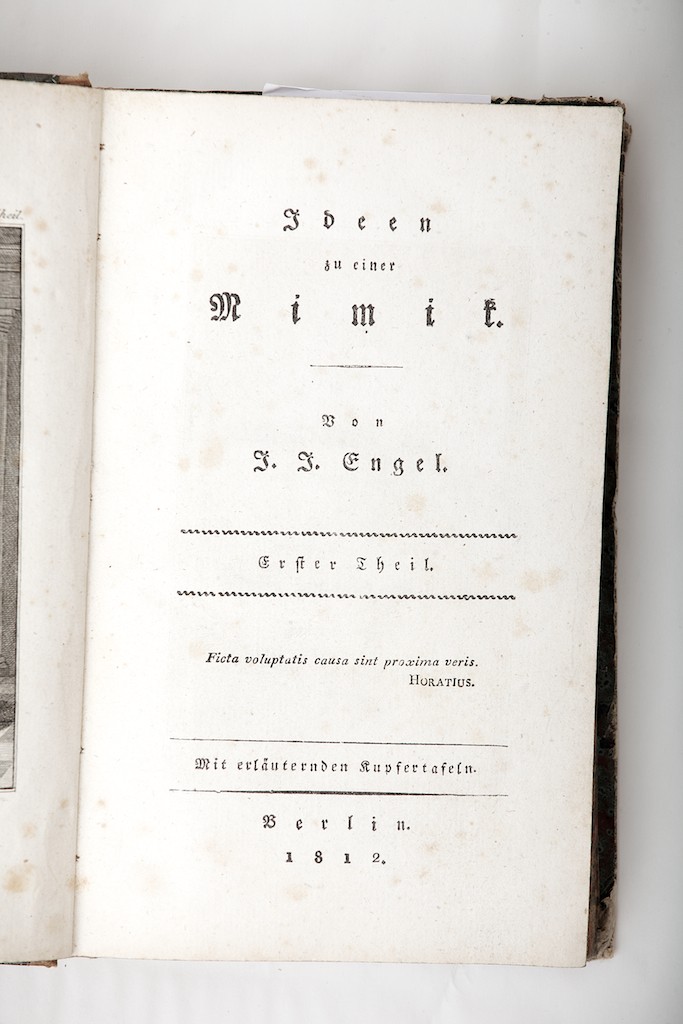 heil.
Ideen
zu einer
Mimik.
Von
J. J. Engel.
Erster Theil.
Ficta voluptatis causa sint proxima veris.
HORATIUS.
Mit erläuternden Kupfertafeln.
Berlin.
1812.